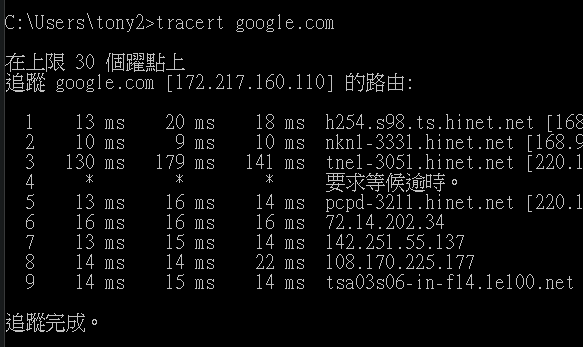 C:\Users\tony2>tracert google.com
在上限 30 個躍點上
追蹤 google.com [172.217.160.110] 的路由:
1 13 ms 20 ms 18 ms h254.s98.ts.hinet.net [168
2 10 ms 9 ms 10 ms nkn1-3331.hinet.net [168.9
3 130 ms 179 ms 141 ms tne1-3051.hinet.net [220.1
4 * * * 要求等候逾時。
5 13 ms 16 ms 14 ms pcpd-3211.hinet.net [220.1
6 16 ms 16 ms 16 ms 72.14.202.34
7 13 ms 15 ms 14 ms 142.251.55.137
8 14 ms 14 ms 22 ms 108.170.225.177
9 14 ms 15 ms 14 ms tsa03s06-in-f14.1e100.net
追蹤完成。